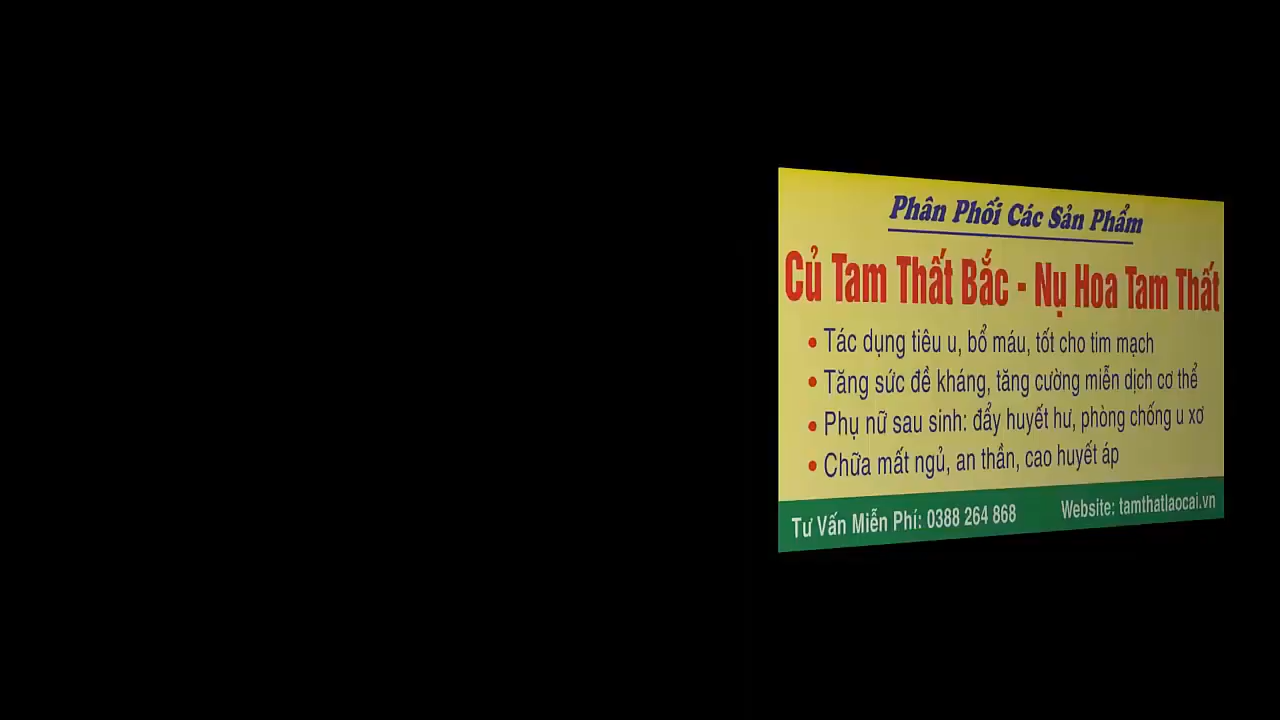 Phân Phối Các Sản Phẩm
Củ Tam Thất Bắc - Nụ Hoa Tam Thất
• Tác dụng tiêu u, bổ máu, tốt cho tim mạch
• Tăng sức đề kháng, tăng cường miễn dịch cơ thể
• Phụ nữ sau sinh: đẩy huyết hư, phòng chống u xơ
• Chữa mất ngủ, an thần, cao huyết áp
Tư Vấn Miễn Phí: 0388 264 868 Website: tamthatlaocai.vn